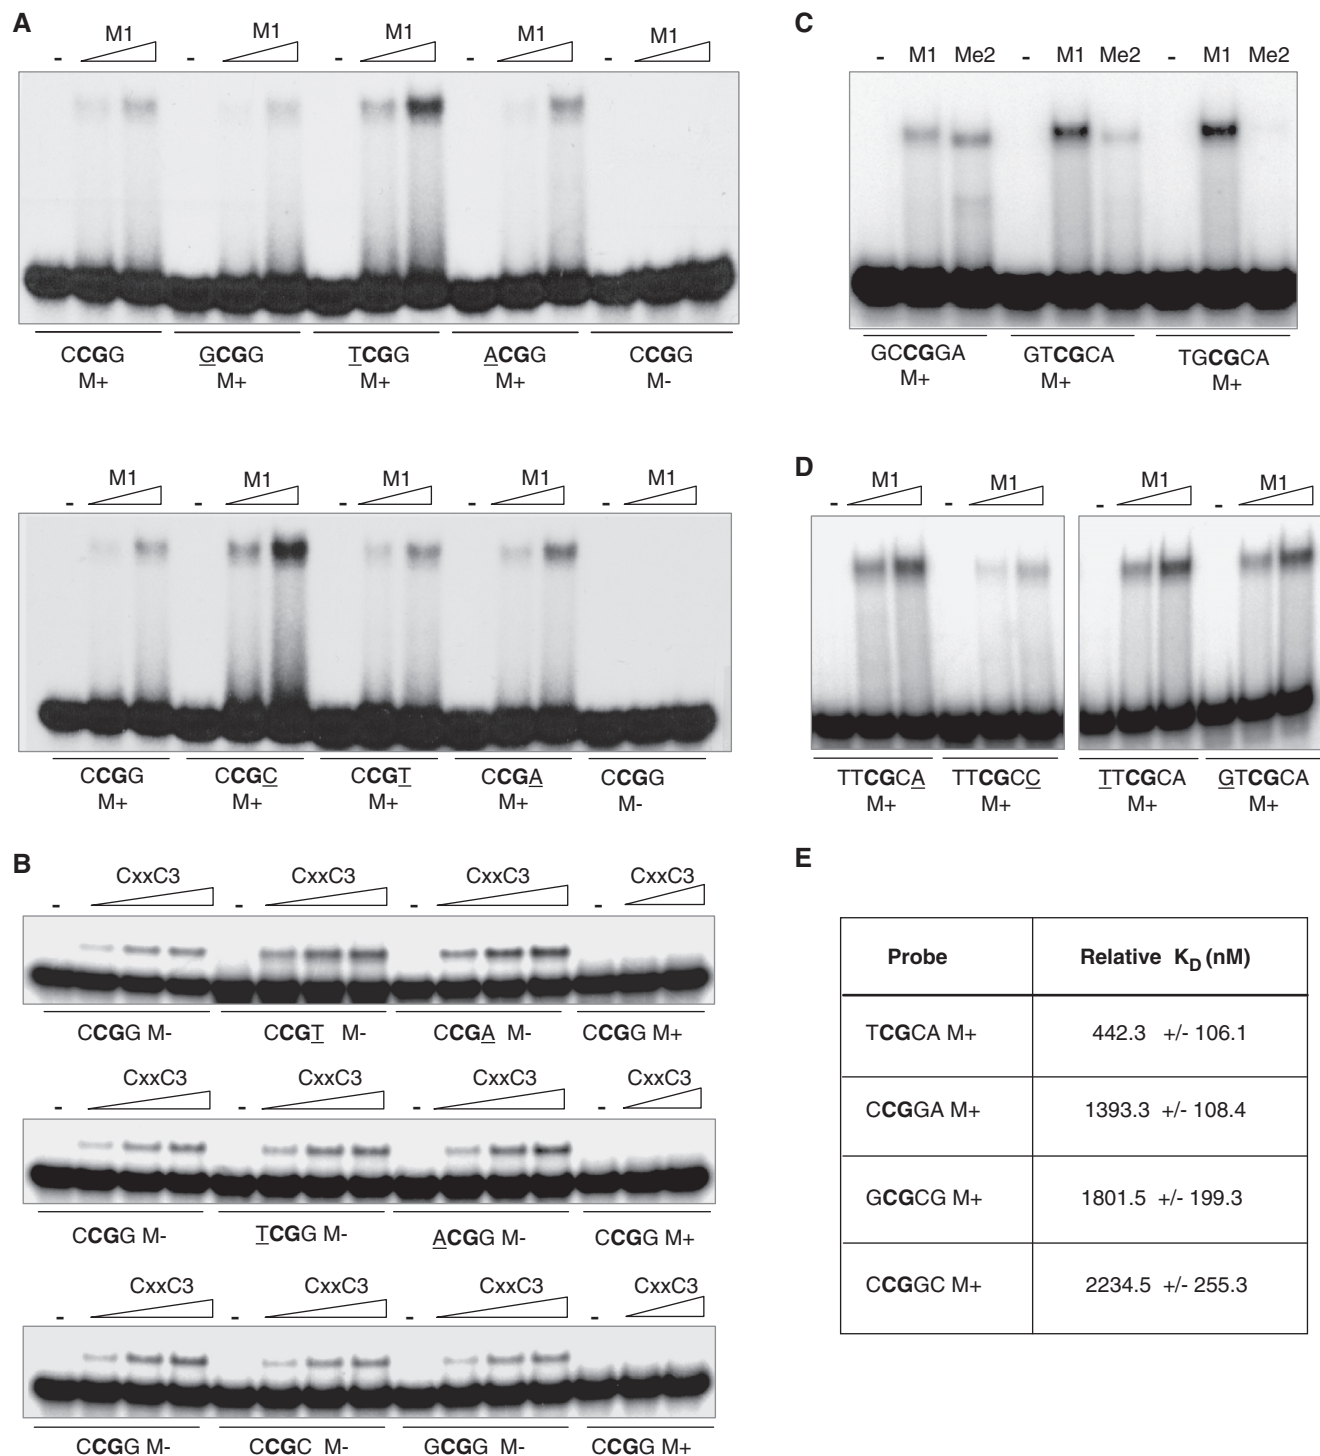 A
M1 M1 M1 M1 M1
- - - - -
CCGG GCGG TCGG ACGG CCGG
M+ M+ M+ M+ M-
M1 M1 M1 M1 M1
- - - - -
CCGG CCGC CCGT CCGA CCGG
M+ M+ M+ M+ M-
B
CxxC3 CxxC3 CxxC3 CxxC3
- - - -
CCGG M- CCGT M- CCGA M- CCGG M+
CxxC3 CxxC3 CxxC3 CxxC3
- - - -
CCGG M- TCGG M- ACGG M- CCGG M+
CxxC3 CxxC3 CxxC3 CxxC3
- - - -
CCGG M- CCGC M- GCGG M- CCGG M+
C
- M1 Me2 - M1 Me2 - M1 Me2
GCCGGA GTCGCA TGCGCA
M+ M+ M+
D
M1 M1 M1 M1
- - - -
TTCGCA TTCGCC TTCGCA GTCGCA
M+ M+ M+ M+
E
Probe Relative KD (nM)
TCGCA M+ 442.3 +/- 106.1
CCGGA M+ 1393.3 +/- 108.4
GCGCG M+ 1801.5 +/- 199.3
CCGGC M+ 2234.5 +/- 255.3